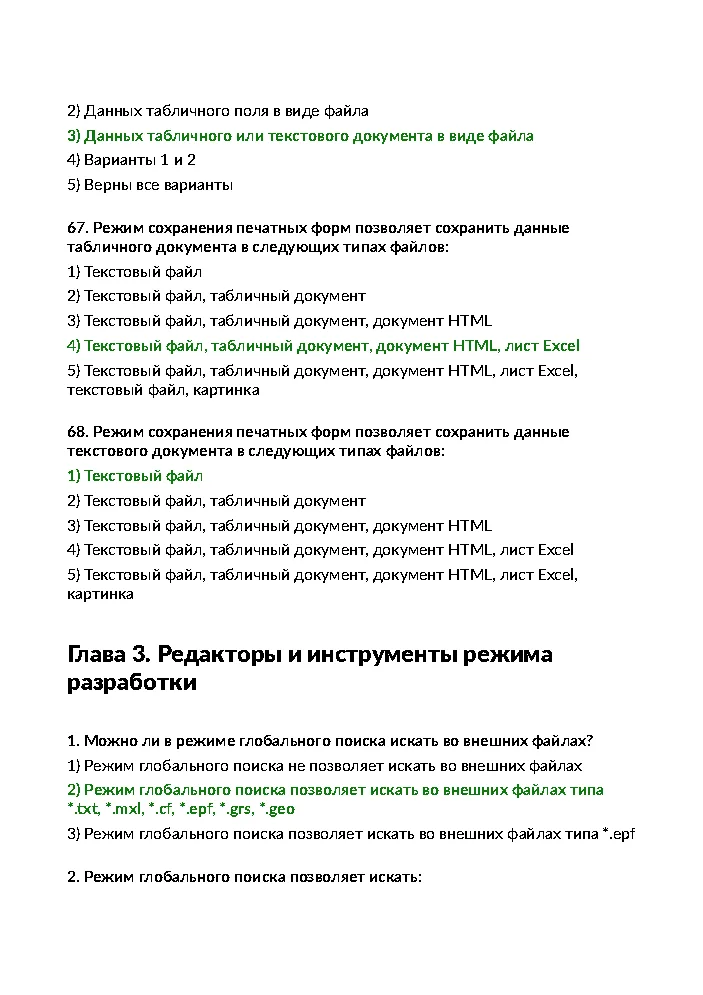 2) Данных табличного поля в виде файла
3) Данных табличного или текстового документа в виде файла
4) Варианты 1 и 2
5) Верны все варианты
67. Режим сохранения печатных форм позволяет сохранить данные
табличного документа в следующих типах файлов:
1) Текстовый файл
2) Текстовый файл, табличный документ
3) Текстовый файл, табличный документ, документ HTML
4) Текстовый файл, табличный документ, документ HTML, лист Excel
5) Текстовый файл, табличный документ, документ HTML, лист Excel,
текстовый файл, картинка
68. Режим сохранения печатных форм позволяет сохранить данные
текстового документа в следующих типах файлов:
1) Текстовый файл
2) Текстовый файл, табличный документ
3) Текстовый файл, табличный документ, документ HTML
4) Текстовый файл, табличный документ, документ HTML, лист Excel
5) Текстовый файл, табличный документ, документ HTML, лист Excel,
картинка
Глава 3. Редакторы и инструменты режима
разработки
1. Можно ли в режиме глобального поиска искать во внешних файлах?
1) Режим глобального поиска не позволяет искать во внешних файлах
2) Режим глобального поиска позволяет искать во внешних файлах типа
*.txt, *.mxl, *.cf, *.epf, *.grs, *.geo
3) Режим глобального поиска позволяет искать во внешних файлах типа *.epf
2. Режим глобального поиска позволяет искать: